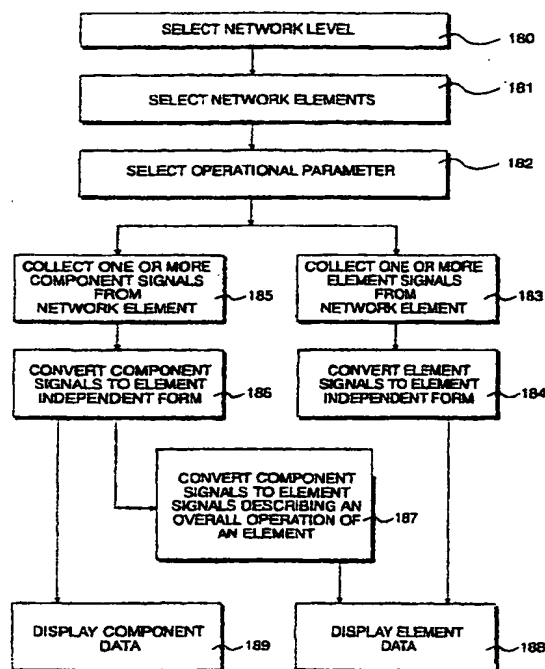 SELECT NETWORK LEVEL
180
SELECT NETWORK ELEMENTS
181
SELECT OPERATIONAL PARAMETER
182
COLLECT ONE OR MORE
COMPONENT SIGNALS
FROM
NETWORK ELEMENT
185
COLLECT ONE OR MORE
ELEMENT SIGNALS
FROM
NETWORK ELEMENT
183
CONVERT COMPONENT
SIGNALS TO ELEMENT
INDEPENDENT FORM
186
CONVERT ELEMENT
SIGNALS TO ELEMENT
INDEPENDENT FORM
184
CONVERT COMPONENT
SIGNALS TO ELEMENT
SIGNALS DESCRIBING AN
OVERALL OPERATION OF
AN ELEMENT
187
DISPLAY COMPONENT
DATA
189
DISPLAY ELEMENT
DATA
188